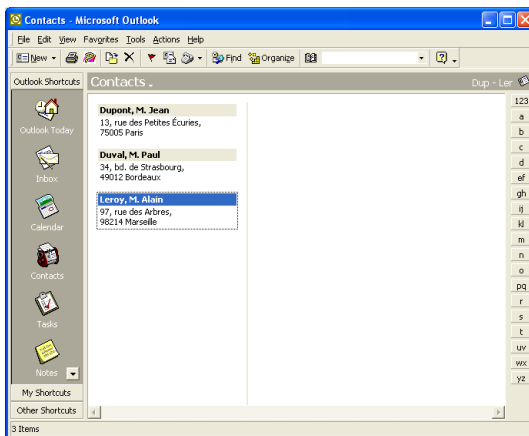 Contacts - Microsoft Outlook
File Edit View Favorites Tools Actions Help
New Find Organize
Outlook Shortcuts
Contacts
Dup - Ler
Outlook Today
Inbox
Calendar
Contacts
Tasks
Notes
My Shortcuts
Other Shortcuts
Dupont, M. Jean
13, rue des Petites Écuries,
75005 Paris
Duval, M. Paul
34, bd. de Strasbourg,
49012 Bordeaux
Leroy, M. Alain
97, rue des Arbres,
98214 Marseille
123
a
b
c
d
ef
gh
ij
kl
m
n
o
pq
r
s
t
uv
wx
yz
3 Items